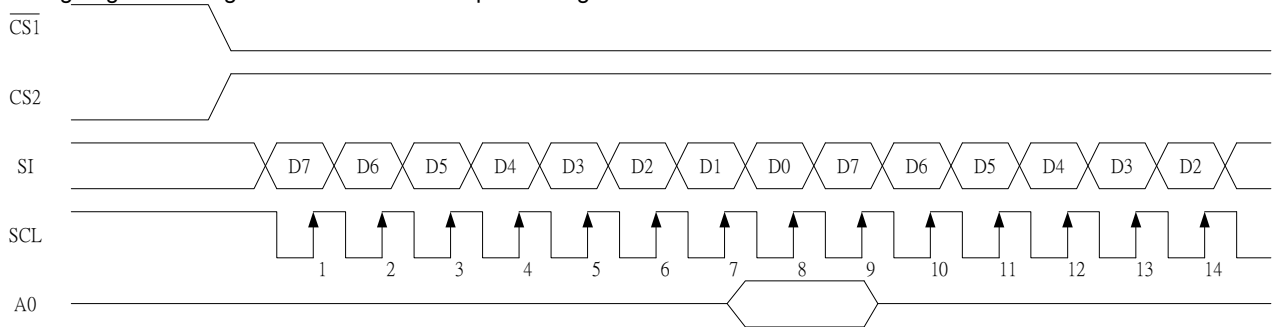 CS1
CS2
SI D7 D6 D5 D4 D3 D2 D1 D0 D7 D6 D5 D4 D3 D2
SCL
1 2 3 4 5 6 7 8 9 10 11 12 13 14
A0